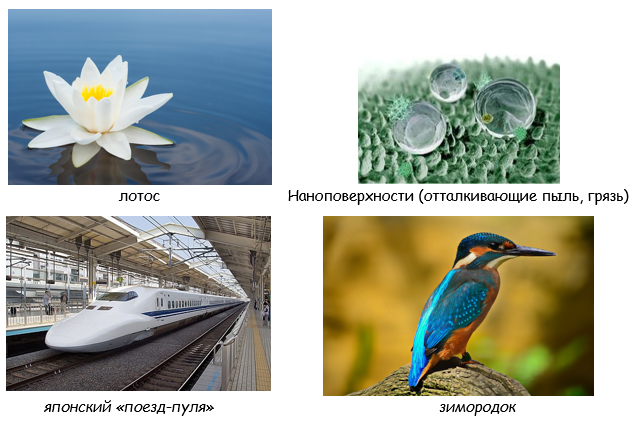 лотос
Наноповерхности (отталкивающие пыль, грязь)
японский «поезд-пуля»
зимородок